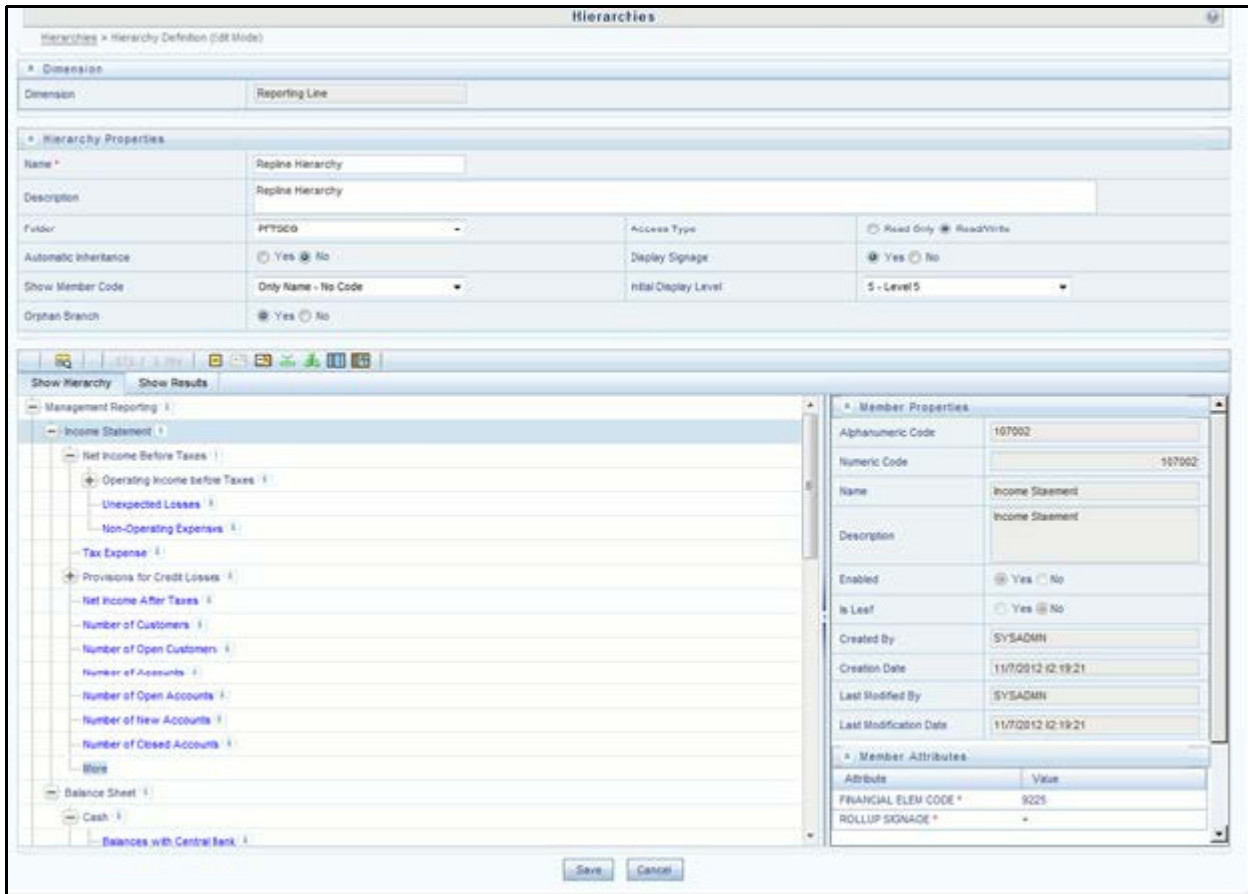 Hierarchies
Hierarchies > Hierarchy Definition (Edit Mode)
Dimension
Dimension Reporting Line
Hierarchy Properties
Name * Repline Hierarchy
Description Repline Hierarchy
Folder PFTSEG Access Type Read Only Read/Write
Automatic Inheritance Yes No Display Signage Yes No
Show Member Code Only Name - No Code Initial Display Level 5 - Level 5
Orphan Branch Yes No
Show Hierarchy Show Results
Management Reporting
Income Statement
Net Income Before Taxes
Operating Income before Taxes
Unexpected Losses
Non-Operating Expenses
Tax Expense
Provisions for Credit Losses
Net Income After Taxes
Number of Customers
Number of Open Customers
Number of Accounts
Number of Open Accounts
Number of New Accounts
Number of Closed Accounts
More
Balance Sheet
Cash
Balances with Central Bank
Member Properties
Alphanumeric Code 107002
Numeric Code 107002
Name Income Staement
Description Income Staement
Enabled Yes No
Is Leaf Yes No
Created By SYSADMN
Creation Date 11/7/2012 12:19:21
Last Modified By SYSADMN
Last Modification Date 11/7/2012 12:19:21
Member Attributes
Attribute Value
FINANCIAL ELEM CODE * 9225
ROLLUP SIGNAGE *
Save Cancel